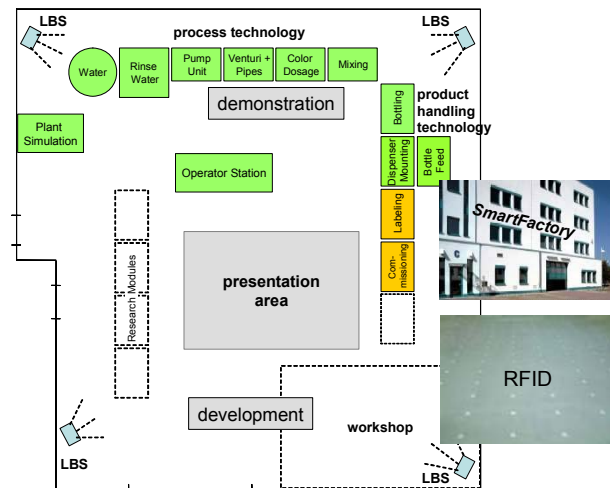 LBS
process technology
LBS
Water
Rinse
Water
Pump
Unit
Venturi +
Pipes
Color
Dosage
Mixing
demonstration
Bottling
product
handling
technology
Plant
Simulation
Operator Station
Dispenser
Mounting
Bottle
Feed
SmartFactory
C
Labeling
Com-
missioning
Research Modules
presentation
area
RFID
development
workshop
LBS
LBS